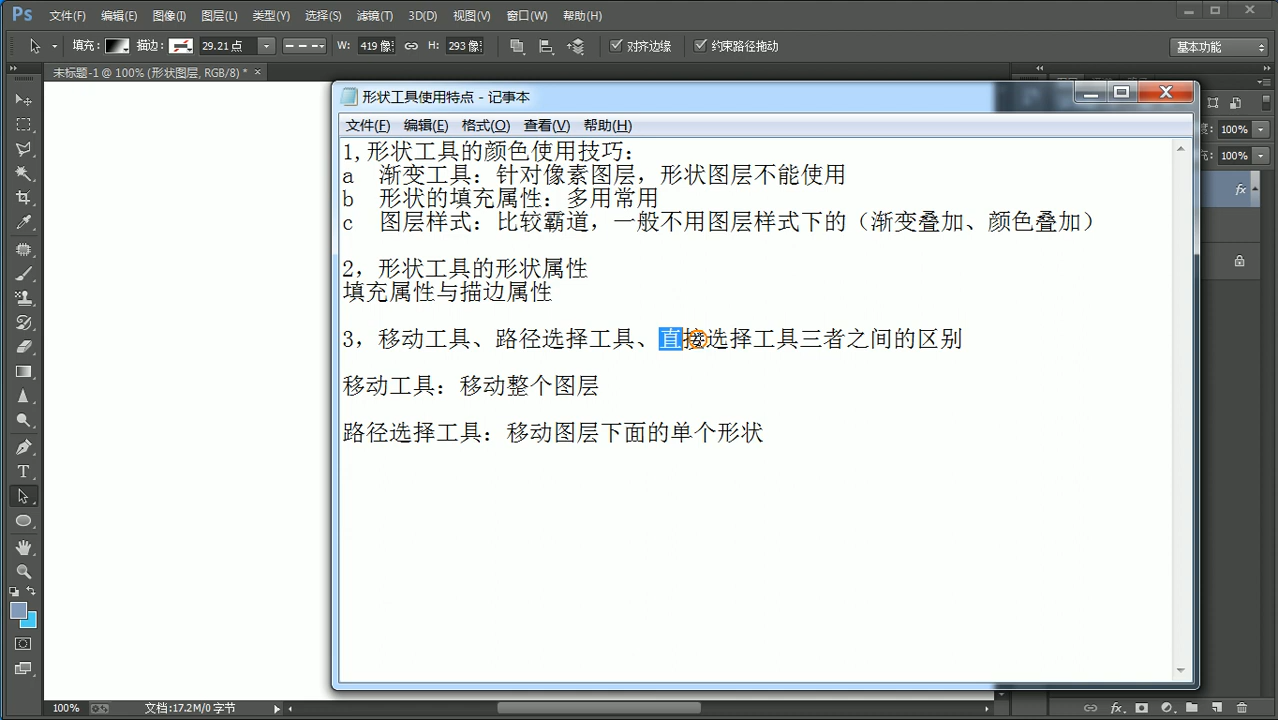 Ps 文件(F) 编辑(E) 图像(I) 图层(L) 类型(Y) 选择(S) 滤镜(T) 3D(D) 视图(V) 窗口(W) 帮助(H)
填充: 描边: 29.21 点 W: 419 像 H: 293 像 对齐边缘 约束路径拖动 基本功能
未标题-1 @ 100% (形状图层, RGB/8) * ×
形状工具使用特点 - 记事本
文件(F) 编辑(E) 格式(O) 查看(V) 帮助(H)
1,形状工具的颜色使用技巧：
a 渐变工具：针对像素图层，形状图层不能使用
b 形状的填充属性：多用常用
c 图层样式：比较霸道，一般不用图层样式下的（渐变叠加、颜色叠加）
2，形状工具的形状属性
填充属性与描边属性
3，移动工具、路径选择工具、直接选择工具三者之间的区别
移动工具：移动整个图层
路径选择工具：移动图层下面的单个形状
100%
100%
fx
T
100% 文档:17.2M/0 字节
fx